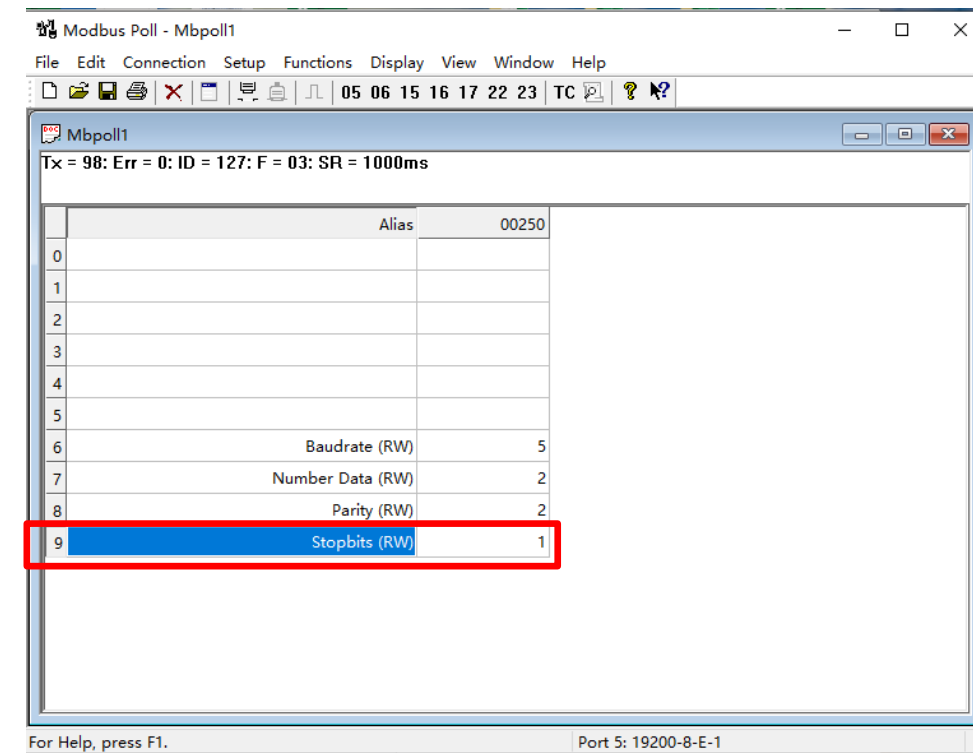 Modbus Poll - Mbpoll1
File Edit Connection Setup Functions Display View Window Help
05 06 15 16 17 22 23 TC
Mbpoll1
Tx = 98: Err = 0: ID = 127: F = 03: SR = 1000ms
Alias 00250
0
1
2
3
4
5
6 Baudrate (RW) 5
7 Number Data (RW) 2
8 Parity (RW) 2
9 Stopbits (RW) 1
For Help, press F1. Port 5: 19200-8-E-1